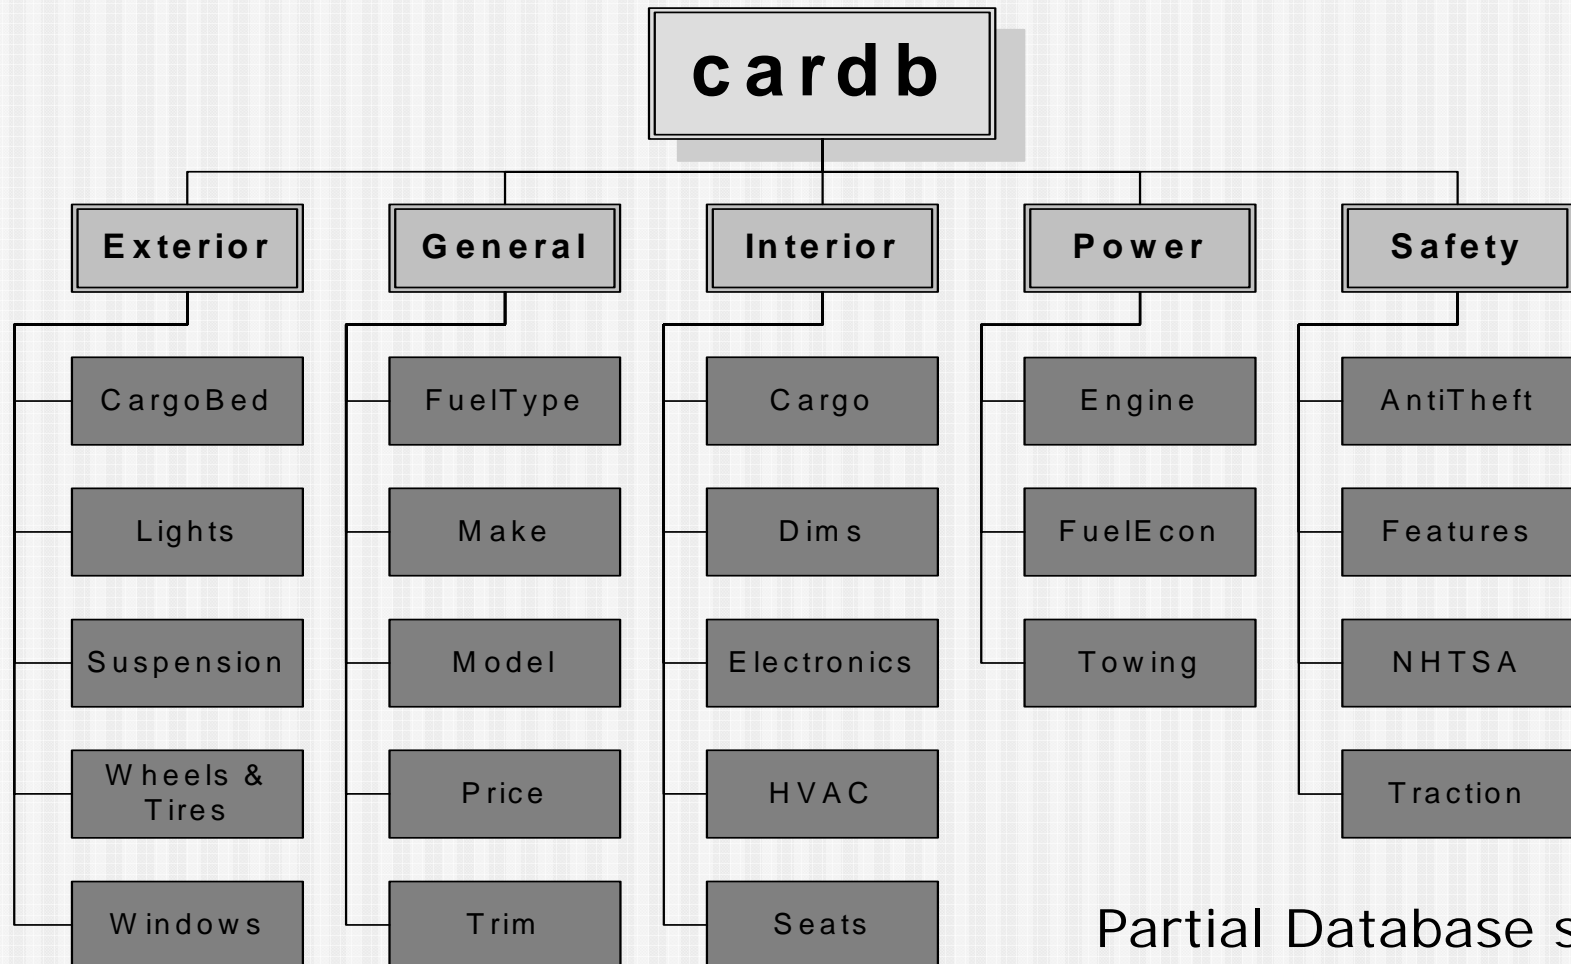 cardb
Exterior
General
Interior
Power
Safety
CargoBed
FuelType
Cargo
Engine
AntiTheft
Lights
Make
Dims
FuelEcon
Features
Suspension
Model
Electronics
Towing
NHTSA
Wheels &
Tires
Price
HVAC
Traction
Windows
Trim
Seats
Partial Database